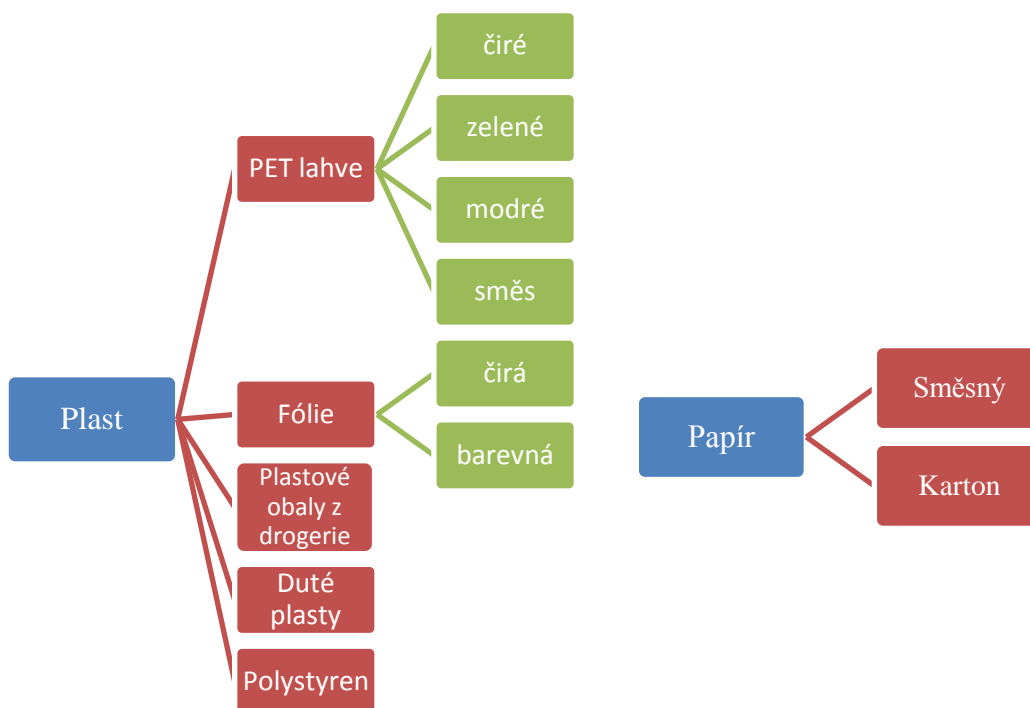 Plast
PET lahve
čiré
zelené
modré
směs
Fólie
čirá
barevná
Plastové
obaly z
drogerie
Duté
plasty
Polystyren
Papír
Směsný
Karton